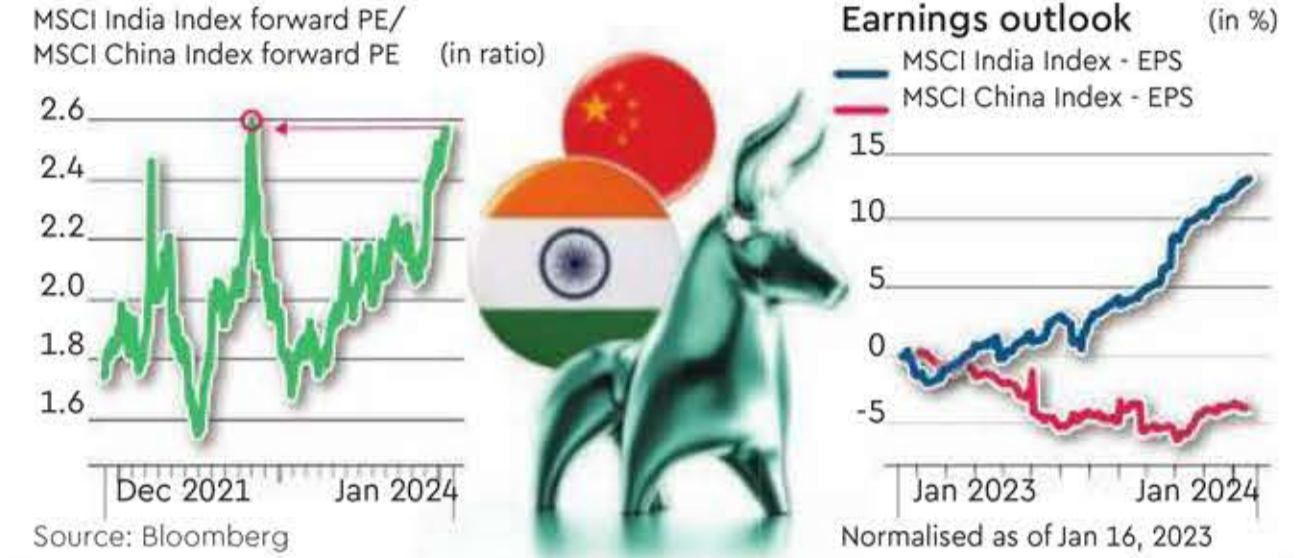 MSCI India Index forward PE/
MSCI China Index forward PE (in ratio)
2.6
2.4
2.2
2.0
1.8
1.6
Dec 2021 Jan 2024
Source: Bloomberg
Earnings outlook (in %)
MSCI India Index - EPS
MSCI China Index - EPS
15
10
5
0
-5
Jan 2023 Jan 2024
Normalised as of Jan 16, 2023